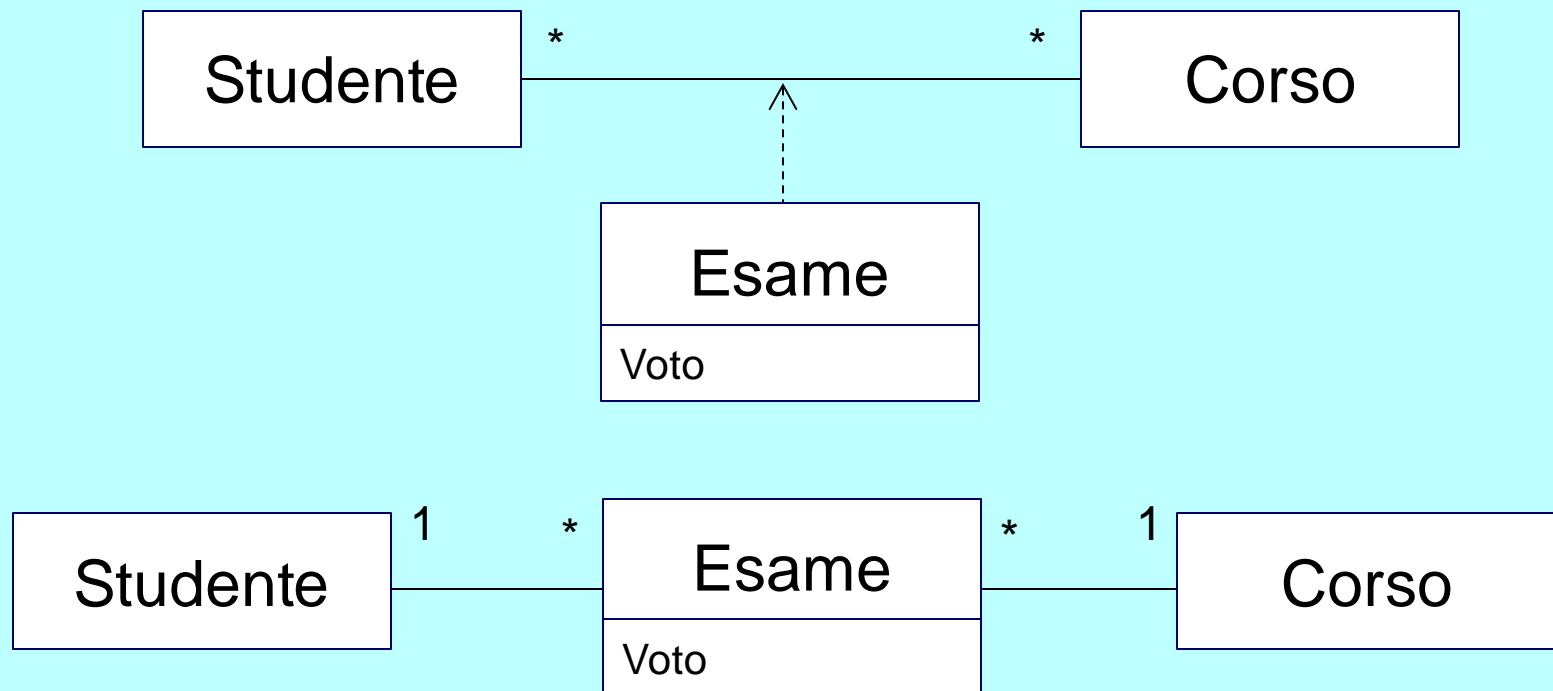 * *
Studente Corso
Esame
Voto
1 * * 1
Studente Esame Corso
Voto